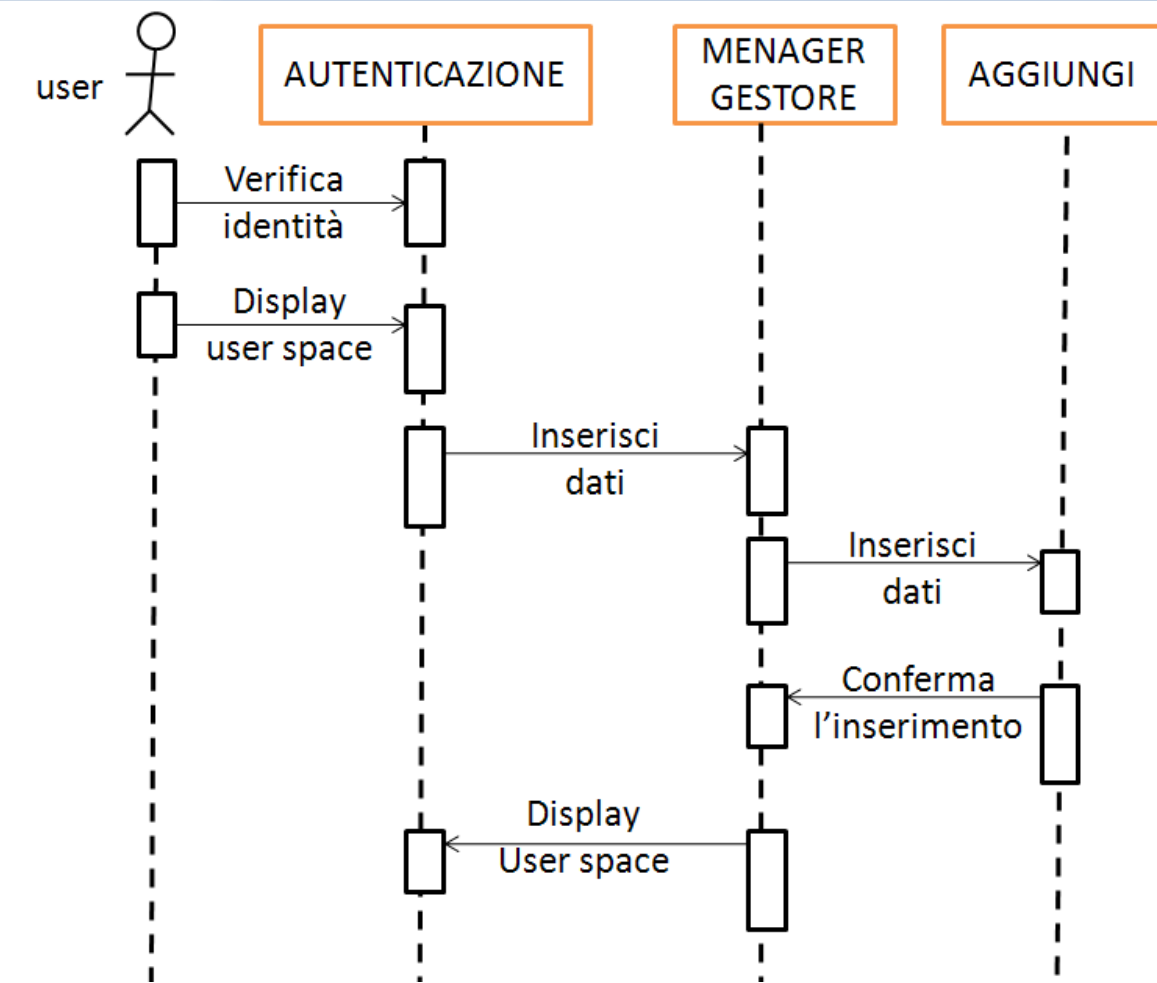 user
AUTENTICAZIONE
MENAGER
GESTORE
AGGIUNGI
Verifica
identità
Display
user space
Inserisci
dati
Inserisci
dati
Conferma
l’inserimento
Display
User space